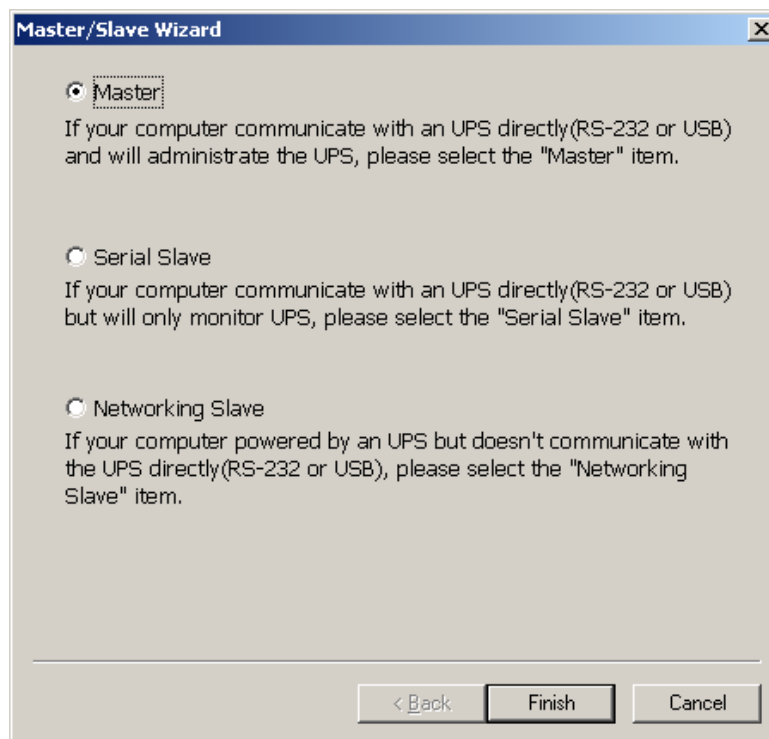 Master/Slave Wizard
Master
If your computer communicate with an UPS directly(RS-232 or USB)
and will administrate the UPS, please select the "Master" item.
Serial Slave
If your computer communicate with an UPS directly(RS-232 or USB)
but will only monitor UPS, please select the "Serial Slave" item.
Networking Slave
If your computer powered by an UPS but doesn't communicate with
the UPS directly(RS-232 or USB), please select the "Networking
Slave" item.
< Back Finish Cancel